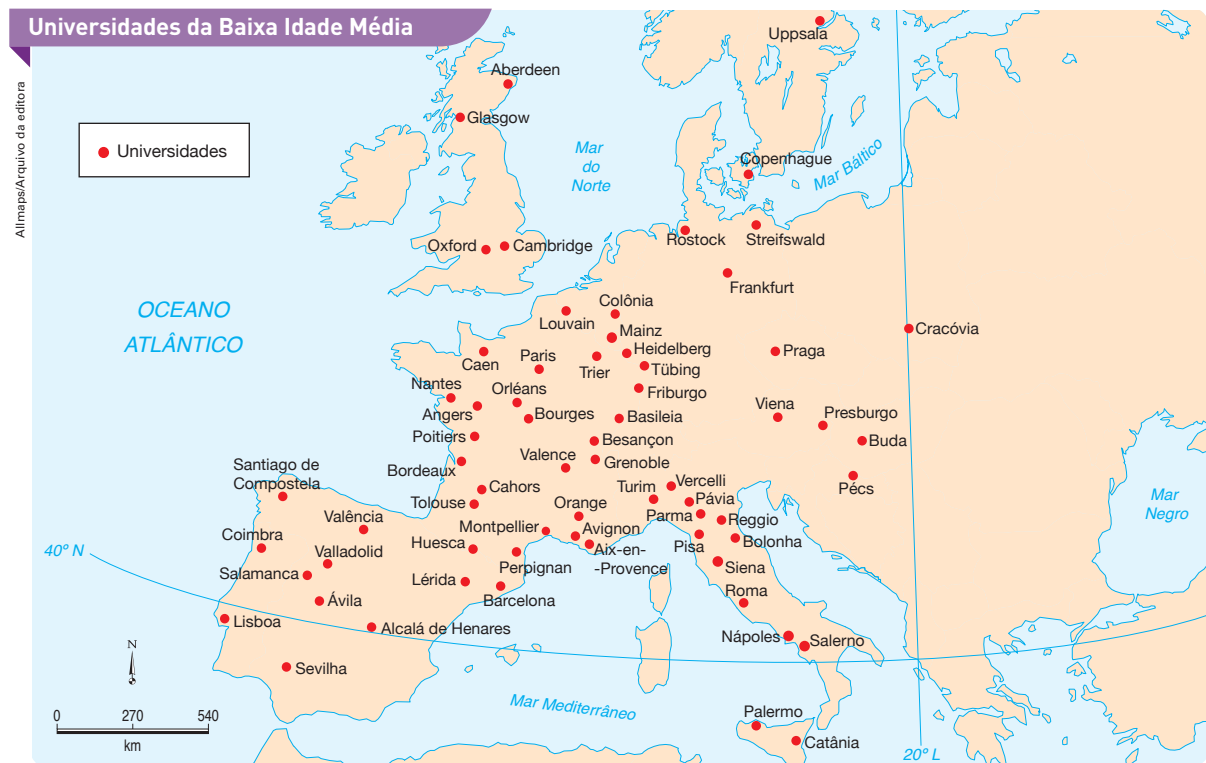 Universidades da Baixa Idade Média
Allmaps/Arquivo da editora
Universidades
Uppsala
Aberdeen
Glasgow
Mar
do
Norte
Copenhague
Mar Báltico
Oxford
Cambridge
Rostock
Streifswald
Frankfurt
OCEANO
ATLÂNTICO
Colônia
Louvain
Mainz
Cracóvia
Heidelberg
Praga
Caen
Paris
Trier
Tübing
Nantes
Orléans
Friburgo
Angers
Bourges
Basileia
Viena
Presburgo
Poitiers
Besançon
Buda
Bordeaux
Valence
Grenoble
Santiago de
Compostela
Cahors
Turim
Vercelli
Pécs
Tolouse
Orange
Pávia
Mar
Negro
Valência
Montpellier
Avignon
Parma
Reggio
Coimbra
Huesca
Aix-en-
-Provence
Pisa
Bolonha
40º N
Valladolid
Perpignan
Siena
Salamanca
Lérida
Barcelona
Roma
Ávila
Lisboa
Alcalá de Henares
Nápoles
Salerno
N
Sevilha
Mar Mediterrâneo
0 270 540
km
Palermo
Catânia
20º L